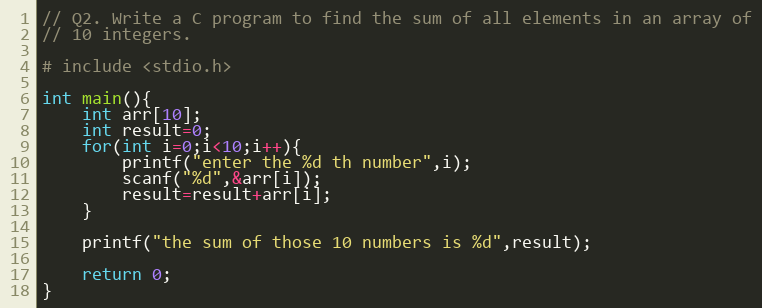 1 // Q2. Write a C program to find the sum of all elements in an array of
2 // 10 integers.
3
4 # include <stdio.h>
5
6 int main(){
7     int arr[10];
8     int result=0;
9     for(int i=0;i<10;i++){
10         printf("enter the %d th number",i);
11         scanf("%d",&arr[i]);
12         result=result+arr[i];
13     }
14
15     printf("the sum of those 10 numbers is %d",result);
16
17     return 0;
18 }